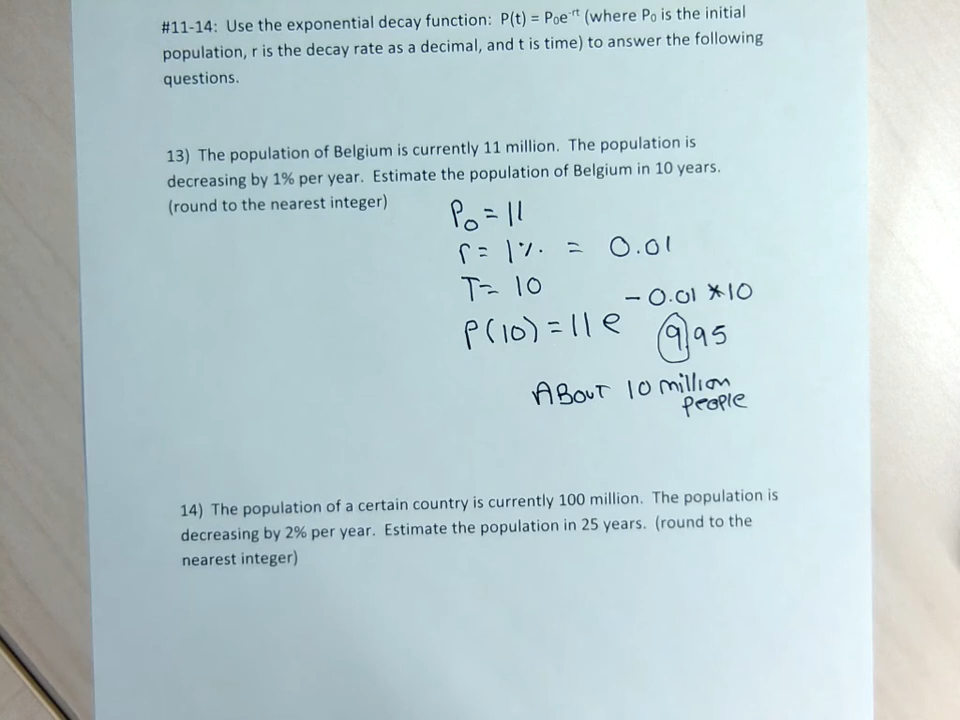 #11-14: Use the exponential decay function: P(t) = P₀e⁻ʳᵗ (where P₀ is the initial
population, r is the decay rate as a decimal, and t is time) to answer the following
questions.
13) The population of Belgium is currently 11 million. The population is
decreasing by 1% per year. Estimate the population of Belgium in 10 years.
(round to the nearest integer)
P₀ = 11
r = 1% = 0.01
T= 10
P(10) = 11 e^-0.01 *10
9.95
ABOUT 10 million
people
14) The population of a certain country is currently 100 million. The population is
decreasing by 2% per year. Estimate the population in 25 years. (round to the
nearest integer)